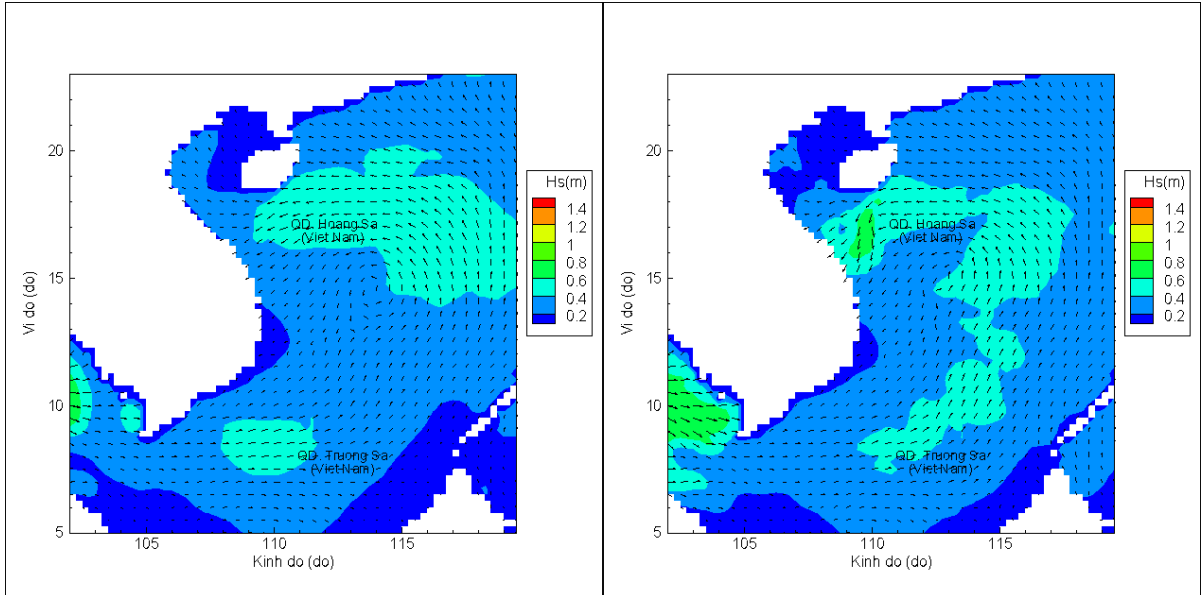 20
15
10
5
105
110
115
Vi do (do)
Kinh do (do)
QD. Hoang Sa
(Viet Nam)
QD. Truong Sa
(Viet Nam)
Hs(m)
1.4
1.2
1
0.8
0.6
0.4
0.2
20
15
10
5
105
110
115
Vi do (do)
Kinh do (do)
QD. Hoang Sa
(Viet Nam)
QD. Truong Sa
(Viet Nam)
Hs(m)
1.4
1.2
1
0.8
0.6
0.4
0.2